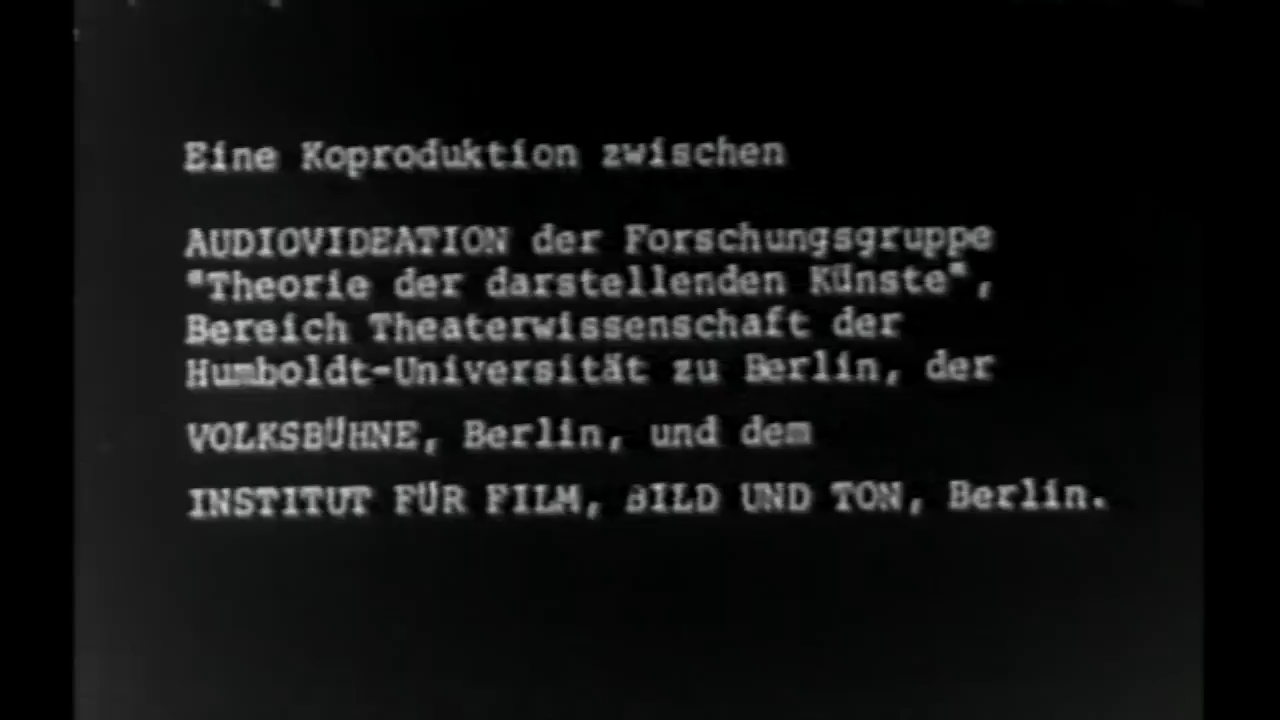 Eine Koproduktion zwischen
AUDIOVIDEATION der Forschungsgruppe
"Theorie der darstellenden Künste",
Bereich Theaterwissenschaft der
Humboldt-Universität zu Berlin, der
VOLKSBÜHNE, Berlin, und dem
INSTITUT FÜR FILM, BILD UND TON, Berlin.